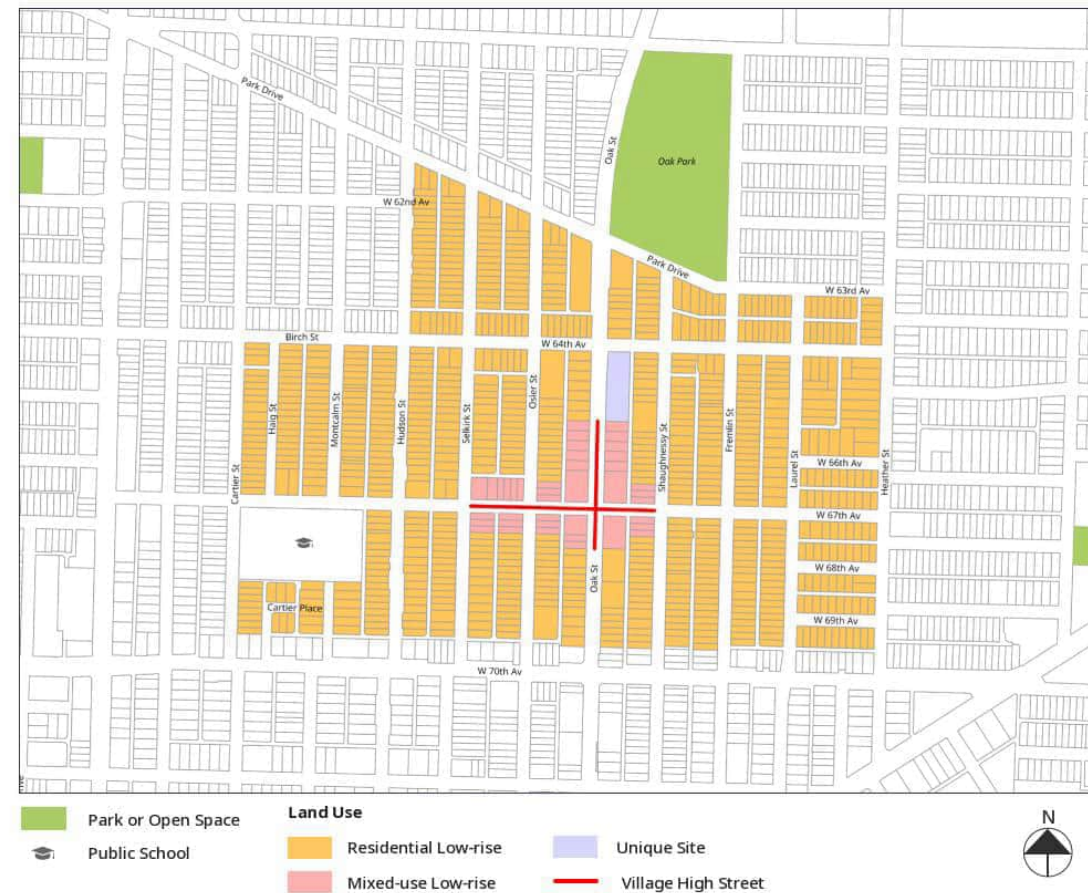 Park Drive
Oak St
Oak Park
W 62nd Av
Park Drive
W 63rd Av
Birch St
W 64th Av
Osler St
Haig St
Montcalm St
Hudson St
Selkirk St
Shaughnessy St
Fremlin St
Laurel St
Heather St
Cartier St
W 66th Av
W 67th Av
W 68th Av
Oak St
Cartier Place
W 69th Av
W 70th Av
Park or Open Space
Public School
Land Use
Residential Low-rise
Mixed-use Low-rise
Unique Site
Village High Street
N